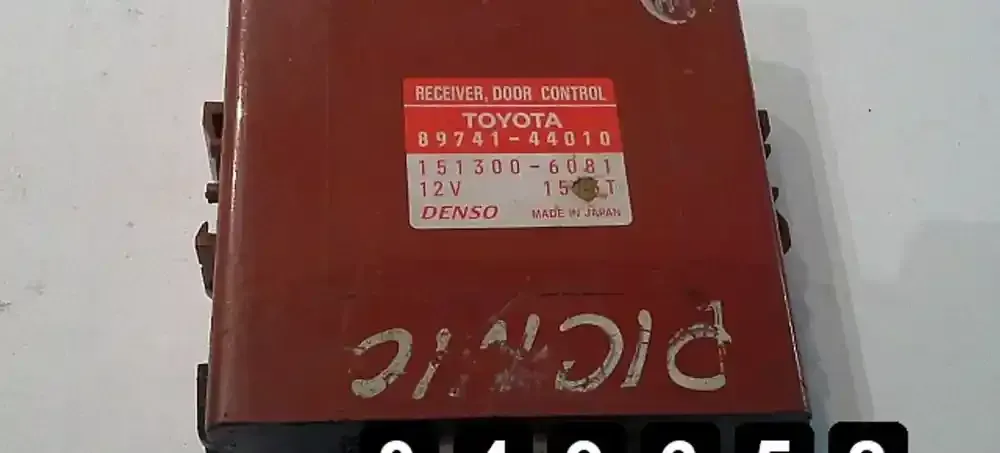 RECEIVER, DOOR CONTROL
TOYOTA
89741-44010
151300-6081
12V
DENSO MADE IN JAPAN
PICNIC